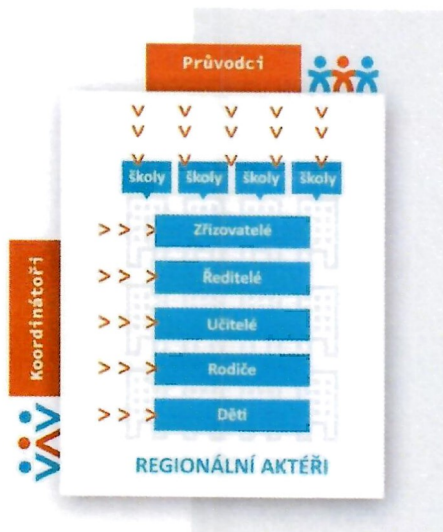 Průvodci
školy školy školy školy
Zřizovatelé
Ředitelé
Učitelé
Rodiče
Děti
Koordinátoři
REGIONÁLNÍ AKTÉŘI